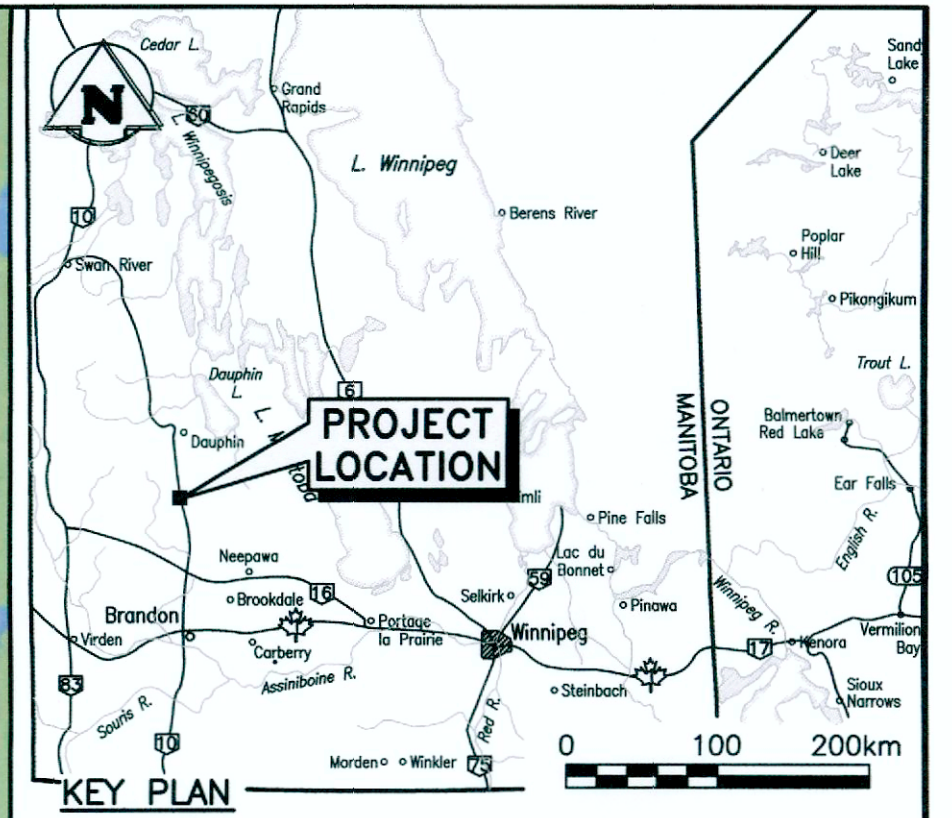 Cedar L.
Sand
Lake
N
Grand
Rapids
60
L. Winnipegosis
L. Winnipeg
Deer
Lake
10
Berens River
Poplar
Hill
Swan River
Pikangikum
Trout L.
Dauphin
L.
6
L. M
toba
PROJECT
LOCATION
MANITOBA
ONTARIO
Balmertown
Red Lake
Dauphin
Ear Falls
imli
Pine Falls
English R.
Lac du
Bonnet
Neepawa
59
105
16
Selkirk
Brookdale
Pinawa
Winnipeg R.
Brandon
Portage
la Prairie
Winnipeg
Vermilion
Bay
Virden
Carberry
17
Kenora
83
Assiniboine R.
Steinbach
Sioux
Narrows
Souris R.
Red R.
10
0
100
200km
Morden
Winkler
75
KEY PLAN